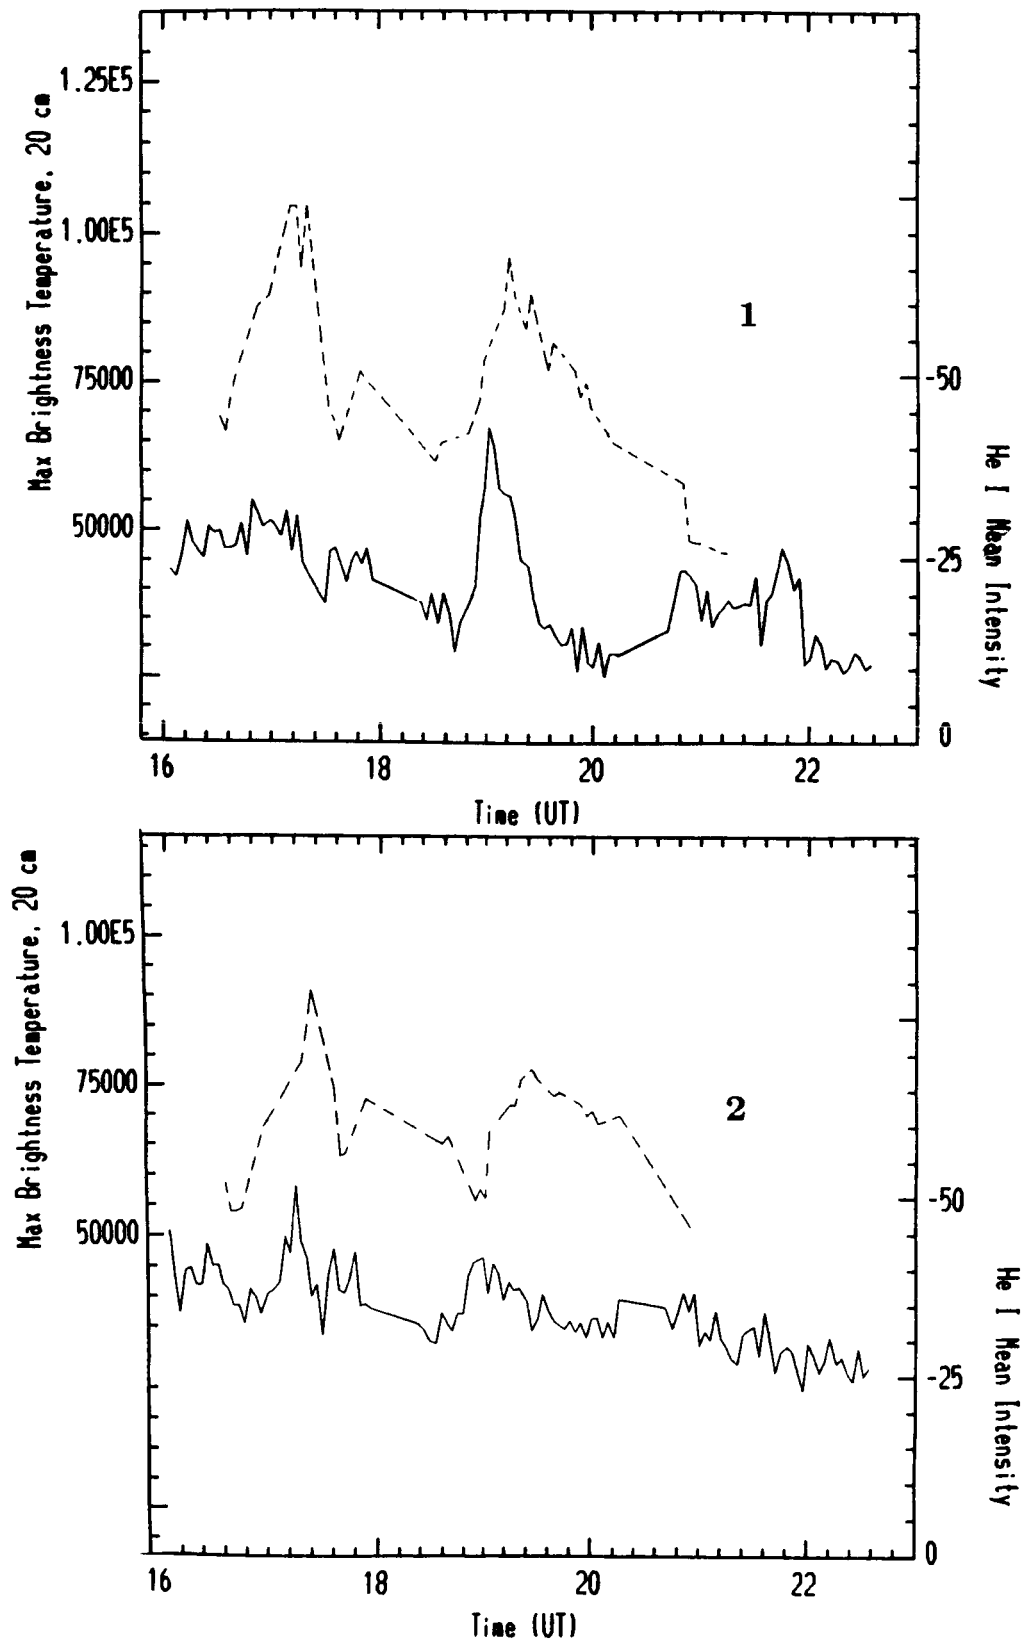 Max Brightness Temperature, 20 cm
1.25E5
1.00E5
75000
50000
1
-50
-25
0
He I Mean Intensity
16
18
20
22
Time (UT)
Max Brightness Temperature, 20 cm
1.00E5
75000
50000
2
-50
-25
0
He I Mean Intensity
16
18
20
22
Time (UT)